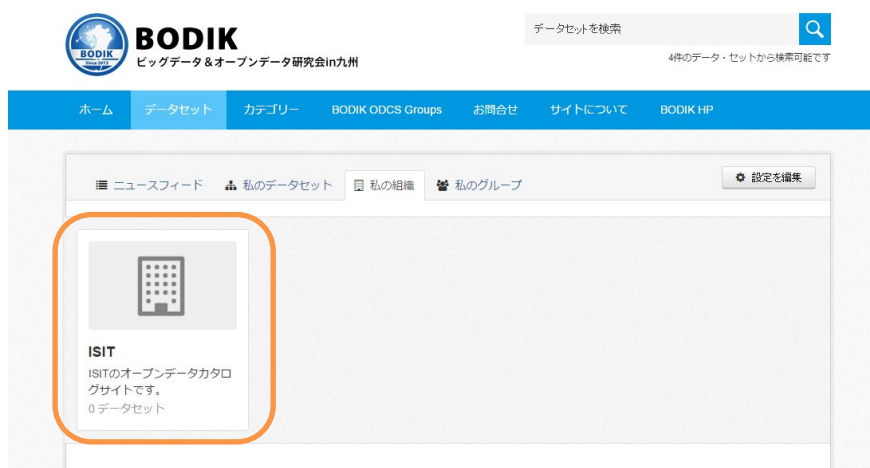 BODIK
Since 2013
BODIK
ビッグデータ＆オープンデータ研究会in九州
データセットを検索
4件のデータ・セットから検索可能です
ホーム データセット カテゴリー BODIK ODCS Groups お問合せ サイトについて BODIK HP
ニュースフィード 私のデータセット 私の組織 私のグループ 設定を編集
ISIT
ISITのオープンデータカタロ
グサイトです。
0 データセット